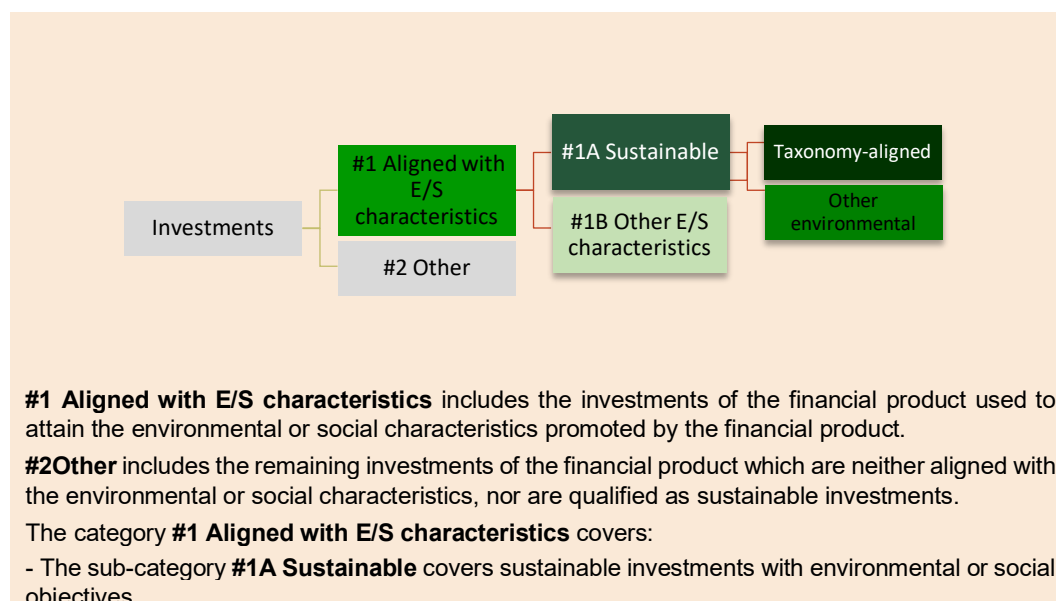 #1A Sustainable
Taxonomy-aligned
#1 Aligned with
E/S
characteristics
Other
environmental
Investments
#1B Other E/S
characteristics
#2 Other
#1 Aligned with E/S characteristics includes the investments of the financial product used to
attain the environmental or social characteristics promoted by the financial product.
#2Other includes the remaining investments of the financial product which are neither aligned with
the environmental or social characteristics, nor are qualified as sustainable investments.
The category #1 Aligned with E/S characteristics covers:
- The sub-category #1A Sustainable covers sustainable investments with environmental or social
objectives